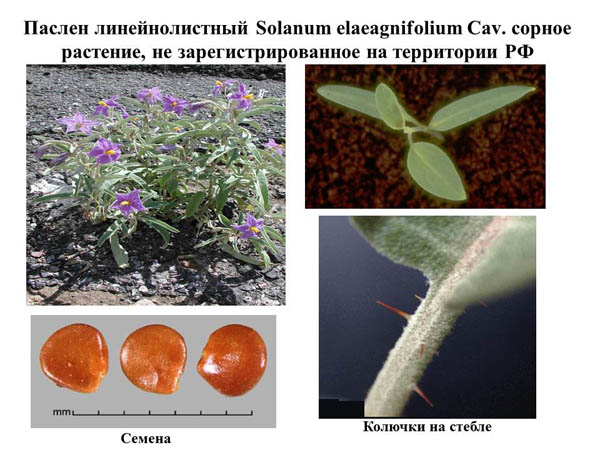 Паслен линейнолистный Solanum elaeagnifolium Cav. сорное
растение, не зарегистрированное на территории РФ
mm
Семена
Колючки на стебле